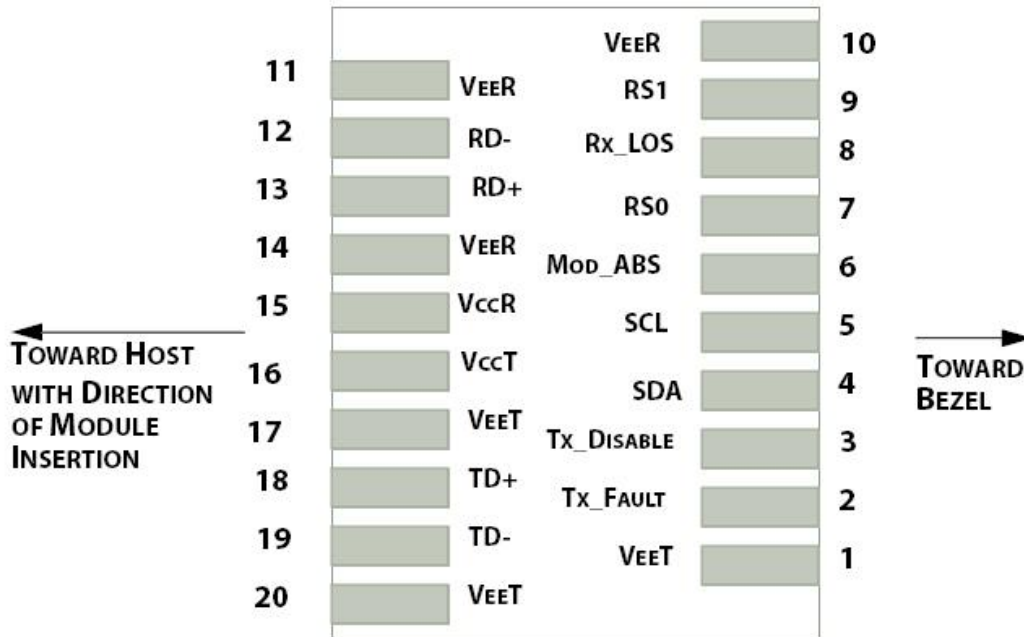 11 VEER
12 RD-
13 RD+
14 VEER
15 VCCR
16 VCCT
17 VEET
18 TD+
19 TD-
20 VEET
VEER 10
RS1 9
RX_LOS 8
RS0 7
MOD_ABS 6
SCL 5
SDA 4
TX_DISABLE 3
TX_FAULT 2
VEET 1
TOWARD HOST
WITH DIRECTION
OF MODULE
INSERTION
TOWARD
BEZEL